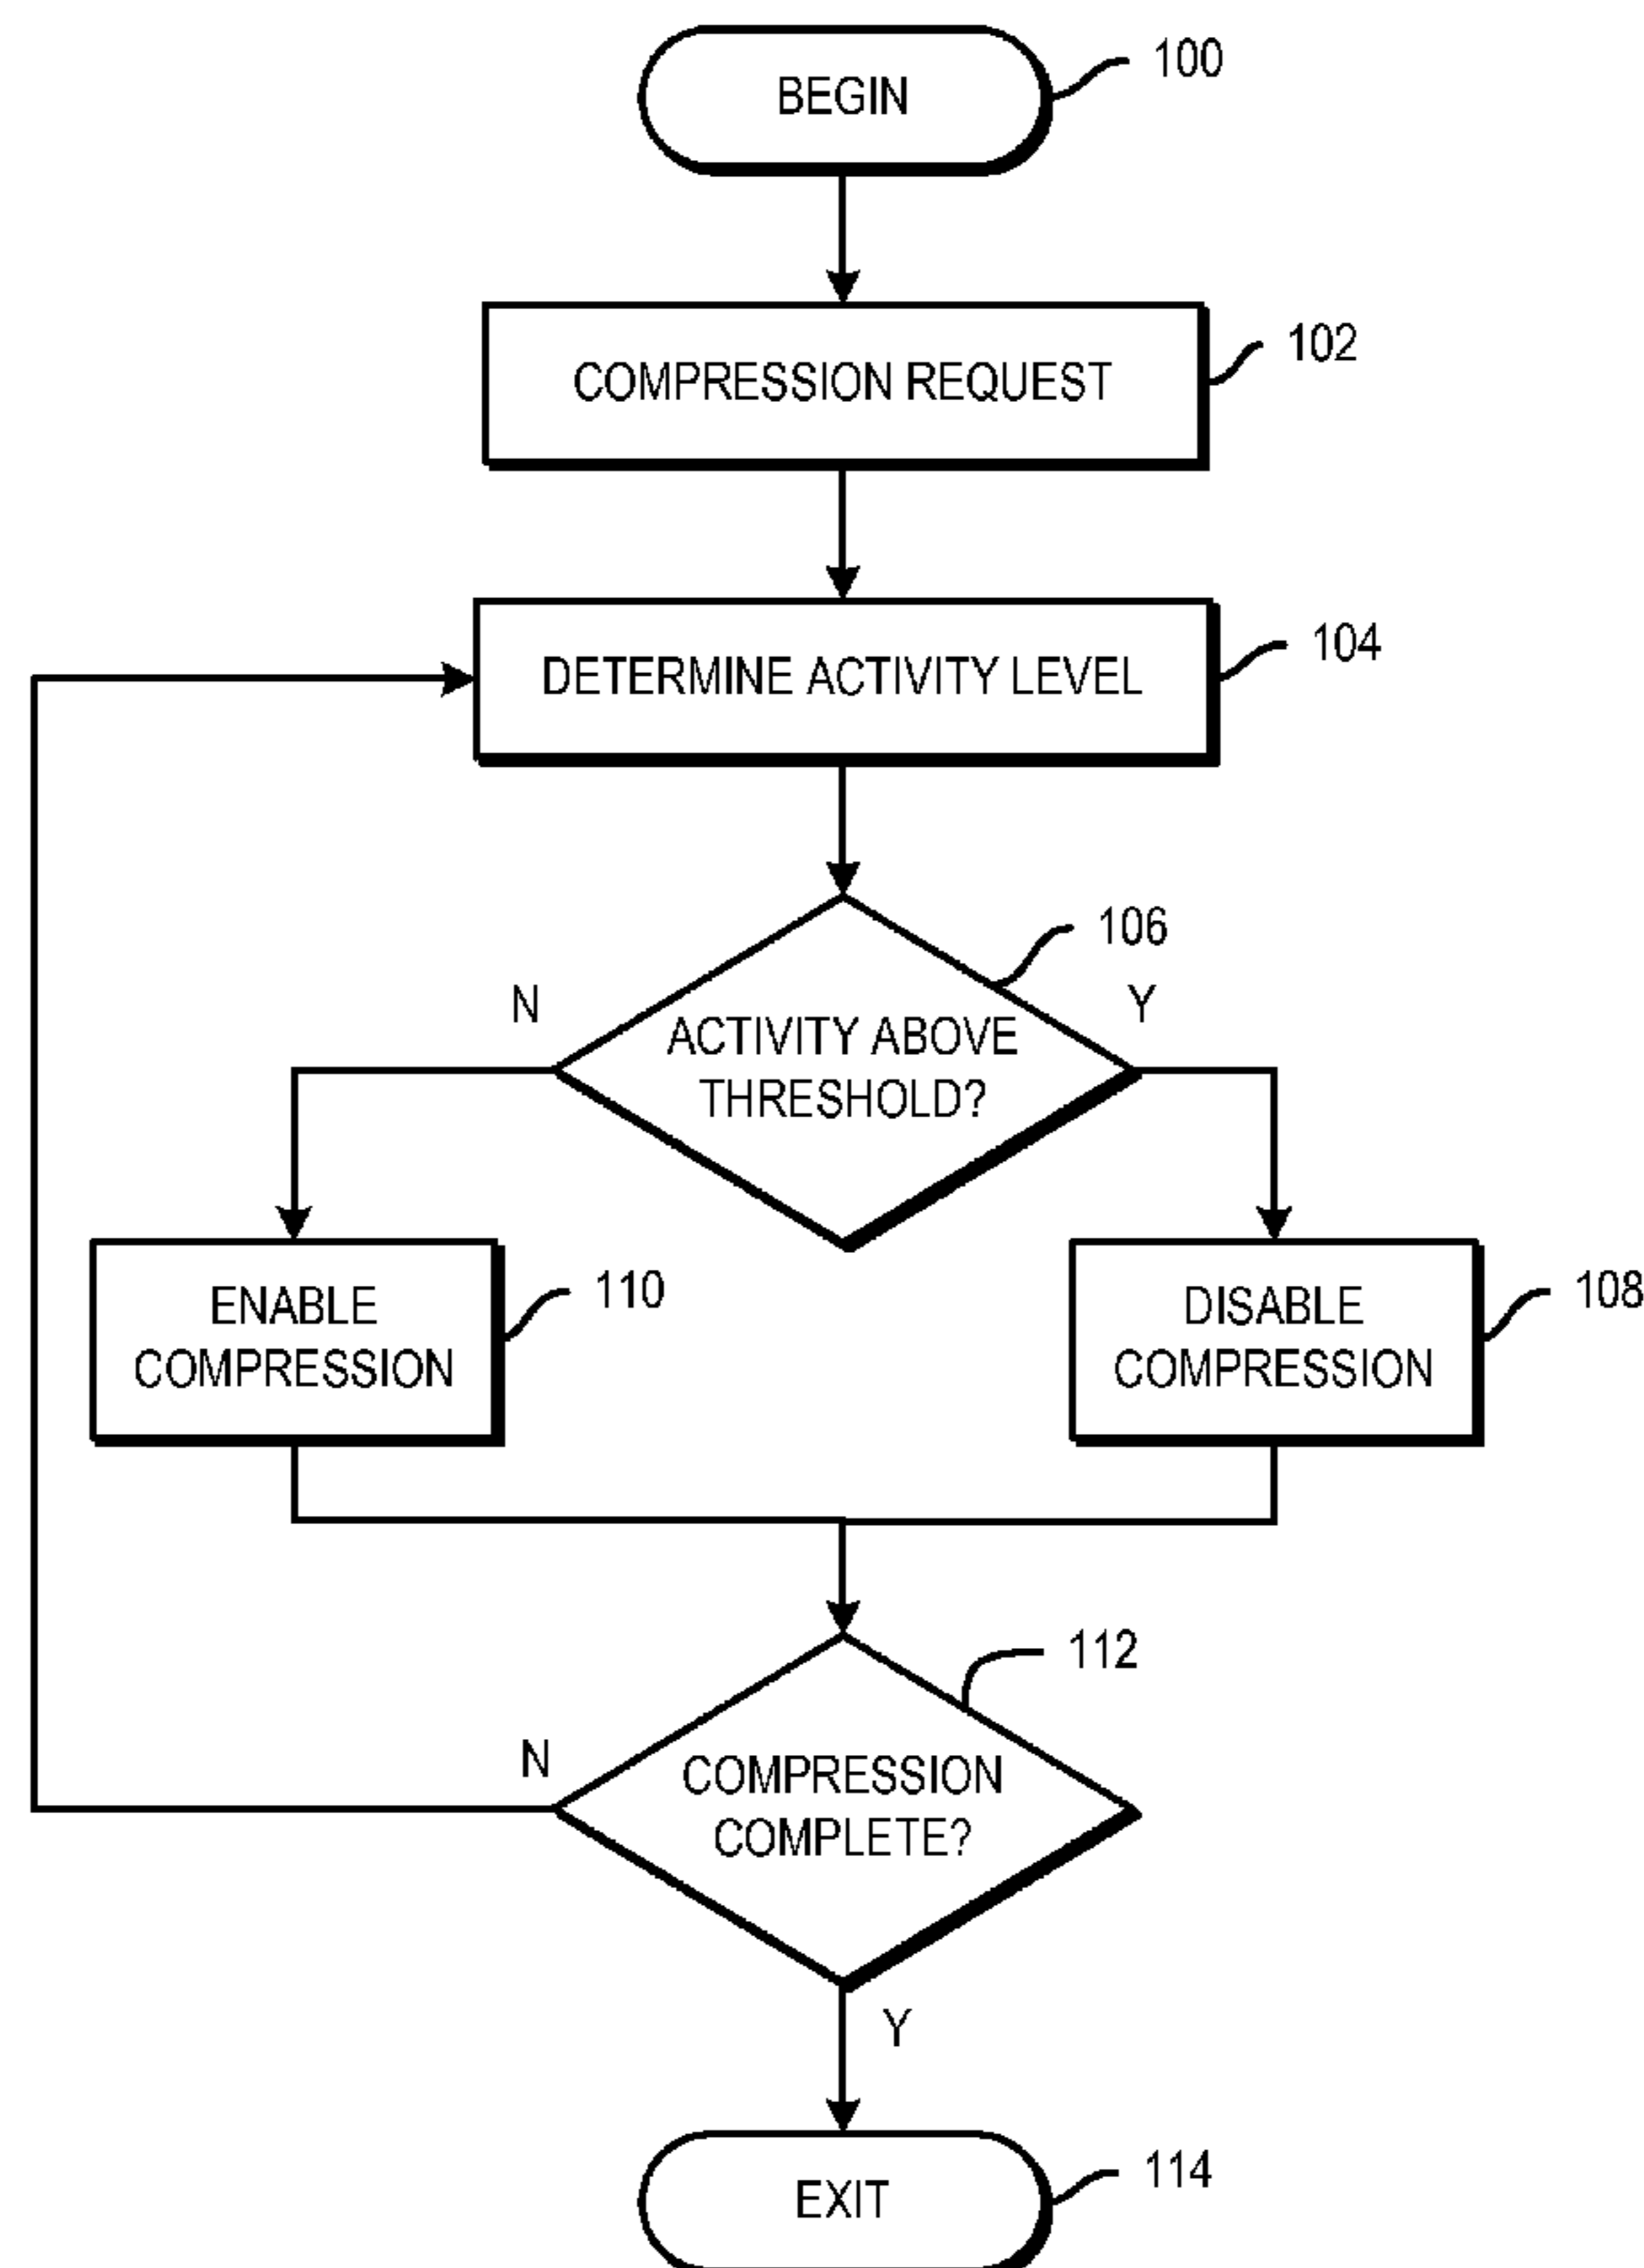 BEGIN
100
COMPRESSION REQUEST
102
DETERMINE ACTIVITY LEVEL
104
106
N
Y
ACTIVITY ABOVE
THRESHOLD?
ENABLE
COMPRESSION
110
DISABLE
COMPRESSION
108
112
N
COMPRESSION
COMPLETE?
Y
EXIT
114